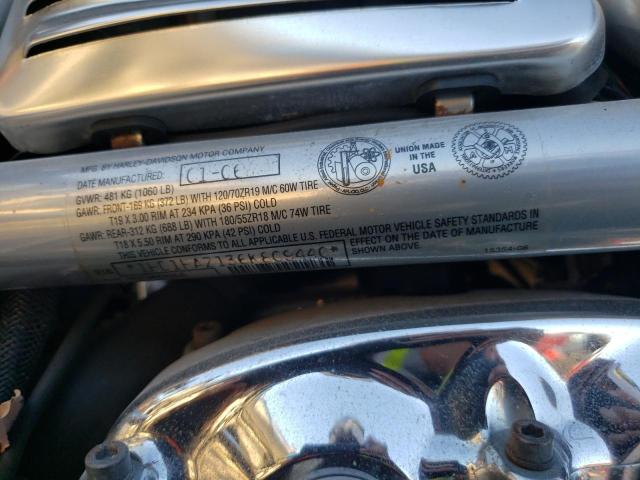 MFG. BY HARLEY-DAVIDSON MOTOR COMPANY
DATE MANUFACTURED:
GVWR: 481 KG (1060 LB)
GAWR: FRONT-169 KG (372 LB) WITH 120/70ZR19 M/C 60W TIRE
T19 X 3.00 RIM AT 234 KPA (36 PSI) COLD
GAWR: REAR-312 KG (688 LB) WITH 180/55ZR18 M/C 74W TIRE
T18 X 5.50 RIM AT 290 KPA (42 PSI) COLD
CONFORMS TO ALL APPLICABLE U.S. FEDERAL MOTOR VEHICLE SAFETY STANDARDS IN
EFFECT ON THE DATE OF MANUFACTURE
SHOWN ABOVE.
UNION MADE
IN THE
USA